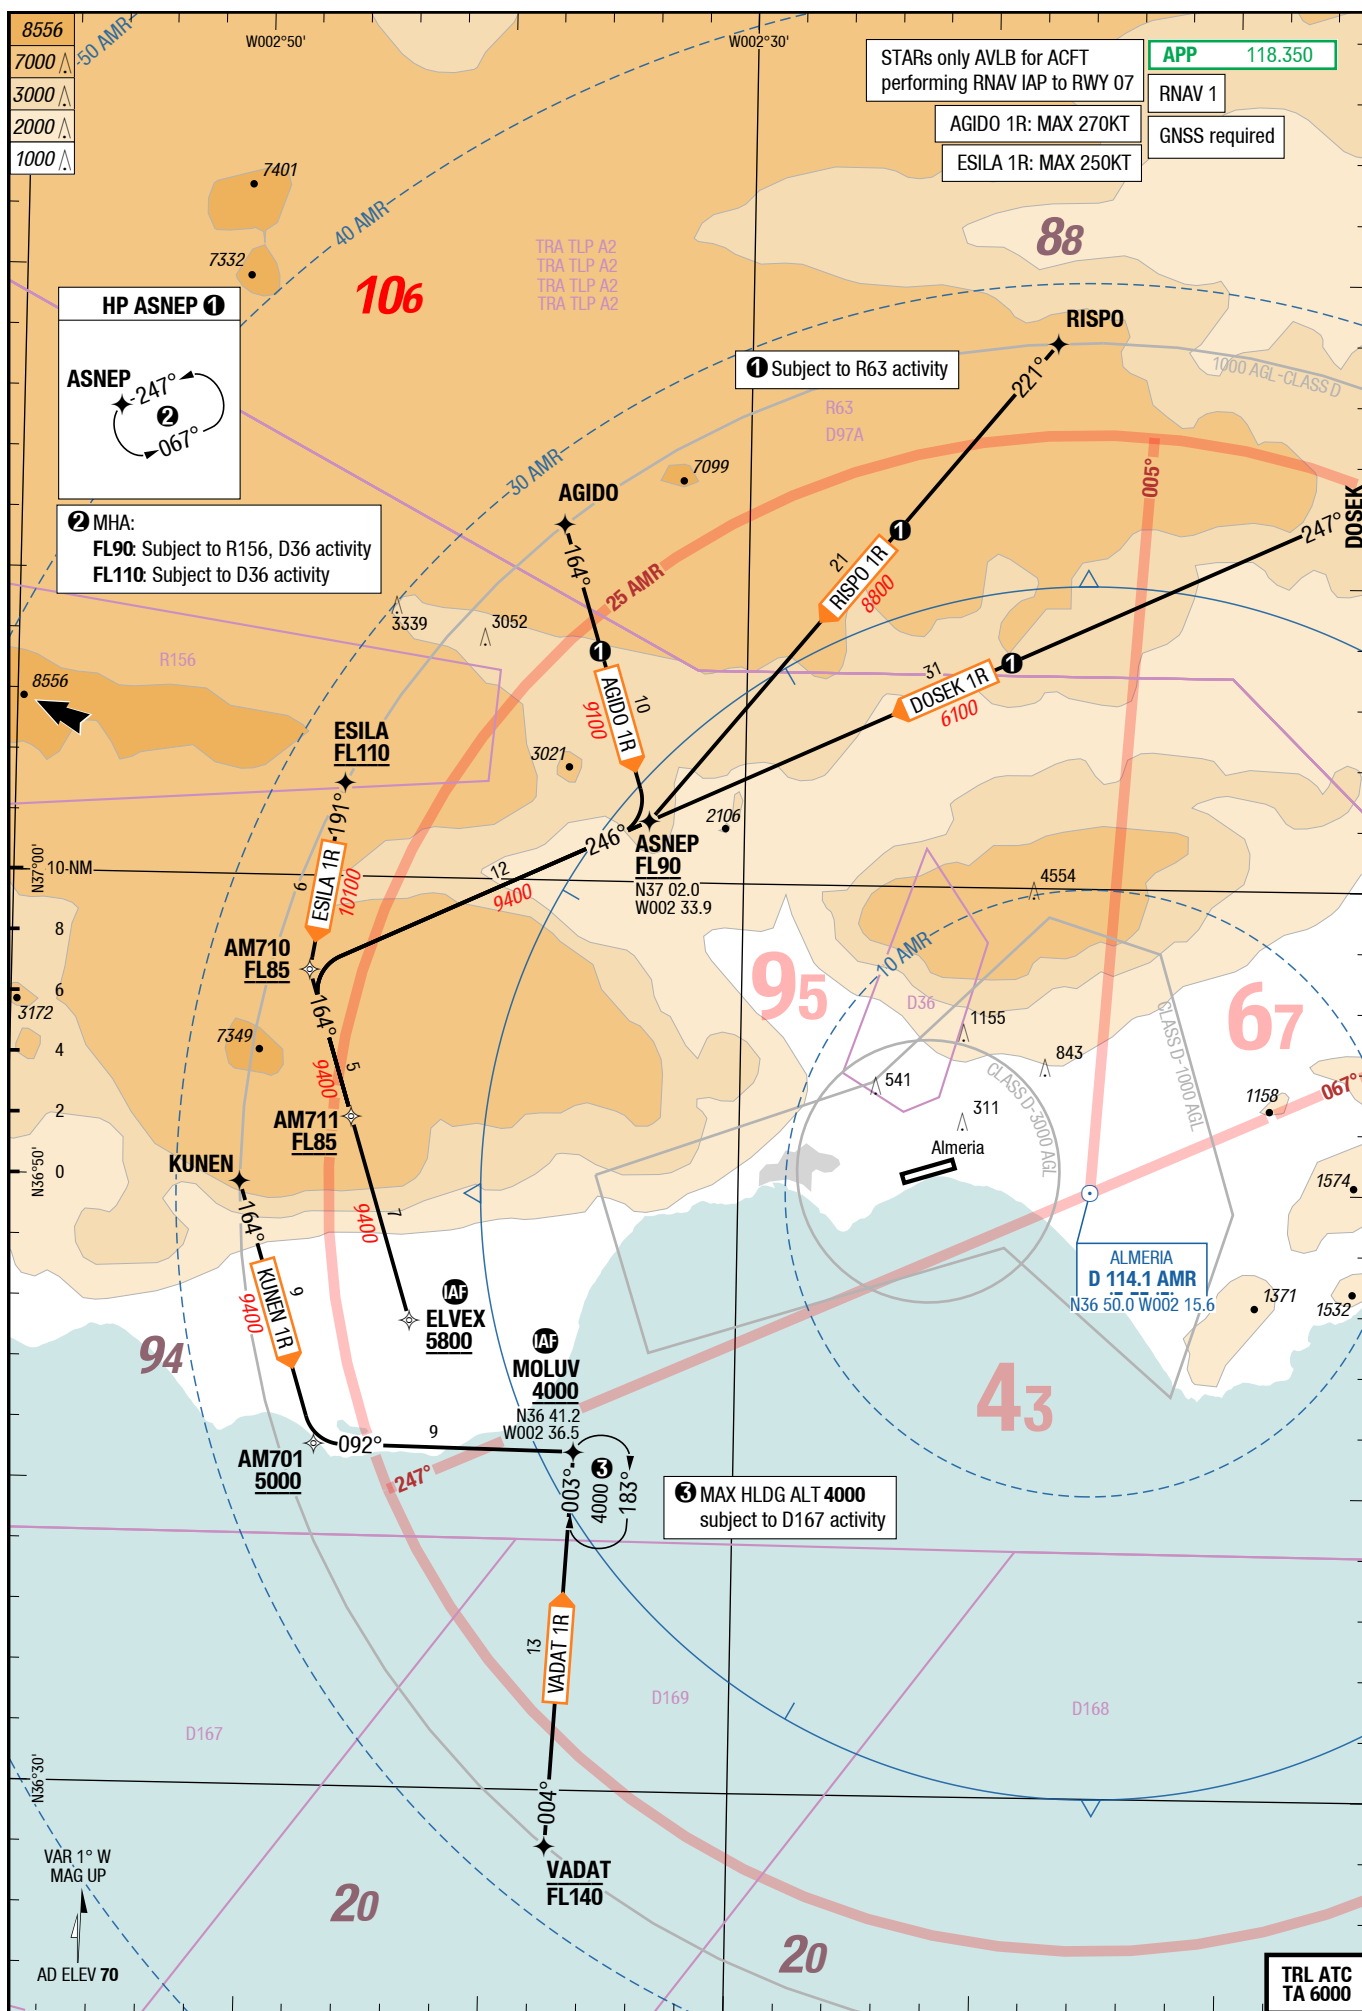 8556
7000
3000
2000
1000
50 AMR
W002°50'
W002°30'
STARs only AVLB for ACFT
performing RNAV IAP to RWY 07
APP 118.350
RNAV 1
AGIDO 1R: MAX 270KT
GNSS required
ESILA 1R: MAX 250KT
7401
40 AMR
7332
106
TRA TLP A2
TRA TLP A2
TRA TLP A2
TRA TLP A2
88
HP ASNEP 1
ASNEP
247°
2
067°
RISPO
221°
1 Subject to R63 activity
1000 AGL-CLASS D
R63
D97A
2 MHA:
FL90: Subject to R156, D36 activity
FL110: Subject to D36 activity
30 AMR
7099
AGIDO
164°
005°
DOSEK
247°
1
21
RISPO 1R
8800
25 AMR
3339
3052
R156
8556
1
10
AGIDO 1R
9100
1
31
DOSEK 1R
6100
ESILA
FL110
191°
3021
2106
246°
ASNEP
FL90
N37 02.0
W002 33.9
N37°00'
10-NM
8
6
4
2
0
6
ESILA 1R
10100
12
9400
4554
10 AMR
AM710
FL85
95
67
D36
3172
164°
7349
5
9400
1155
843
541
311
CLASS D-1000 AGL
CLASS D-3000 AGL
1158
067°
AM711
FL85
Almeria
KUNEN
N36°50'
164°
7
9400
1574
9
KUNEN 1R
9400
IAF
ELVEX
5800
ALMERIA
D 114.1 AMR
N36 50.0 W002 15.6
1371
1532
94
IAF
MOLUV
4000
N36 41.2
W002 36.5
43
AM701
5000
092°
9
247°
003°
4000 3
183°
3 MAX HLDG ALT 4000
subject to D167 activity
13
VADAT 1R
D167
D169
D168
N36°30'
004°
VADAT
FL140
VAR 1° W
MAG UP
AD ELEV 70
20
20
TRL ATC
TA 6000